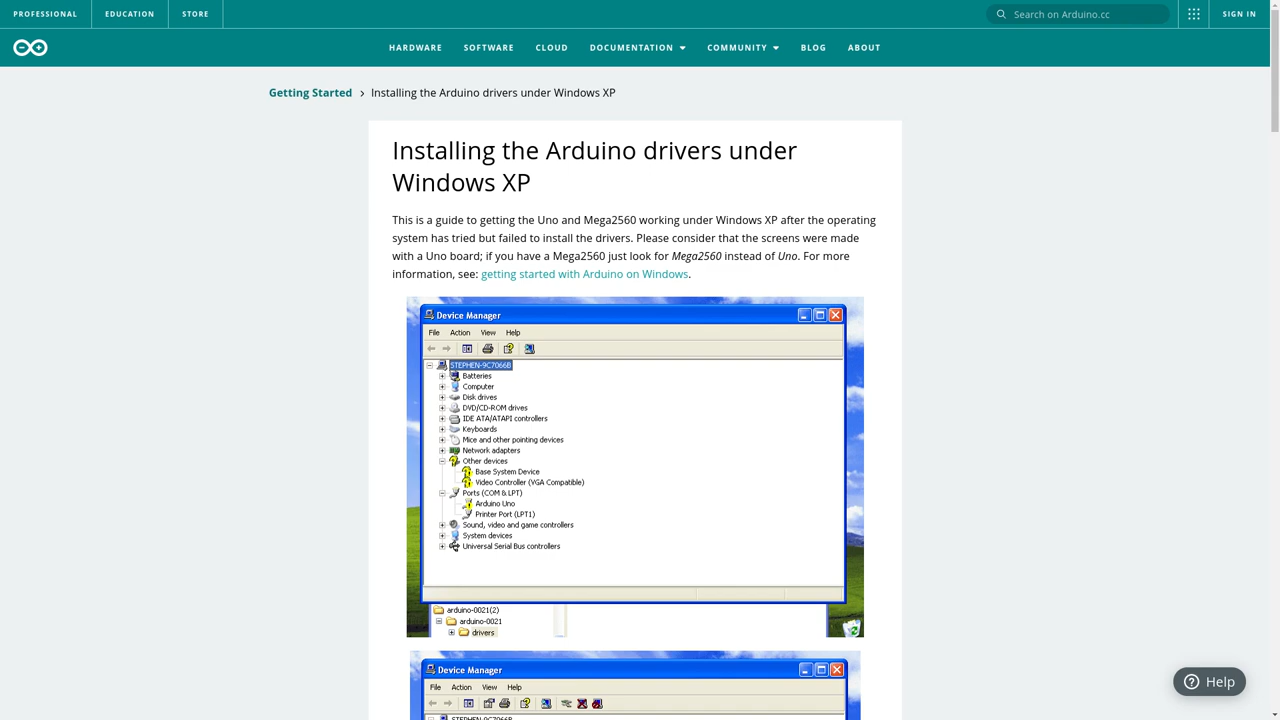 PROFESSIONAL EDUCATION STORE Search on Arduino.cc SIGN IN
HARDWARE SOFTWARE CLOUD DOCUMENTATION COMMUNITY BLOG ABOUT
Getting Started › Installing the Arduino drivers under Windows XP
Installing the Arduino drivers under
Windows XP
This is a guide to getting the Uno and Mega2560 working under Windows XP after the operating
system has tried but failed to install the drivers. Please consider that the screens were made
with a Uno board; if you have a Mega2560 just look for Mega2560 instead of Uno. For more
information, see: getting started with Arduino on Windows.
Device Manager
File Action View Help
STEPHEN-9C7066B
Batteries
Computer
Disk drives
DVD/CD-ROM drives
IDE ATA/ATAPI controllers
Keyboards
Mice and other pointing devices
Network adapters
Other devices
Base System Device
Video Controller (VGA Compatible)
Ports (COM & LPT)
Arduino Uno
Printer Port (LPT1)
Sound, video and game controllers
System devices
Universal Serial Bus controllers
arduino-0021(2)
arduino-0021
drivers
Device Manager
File Action View Help
STEPHEN-9C7066B
Help